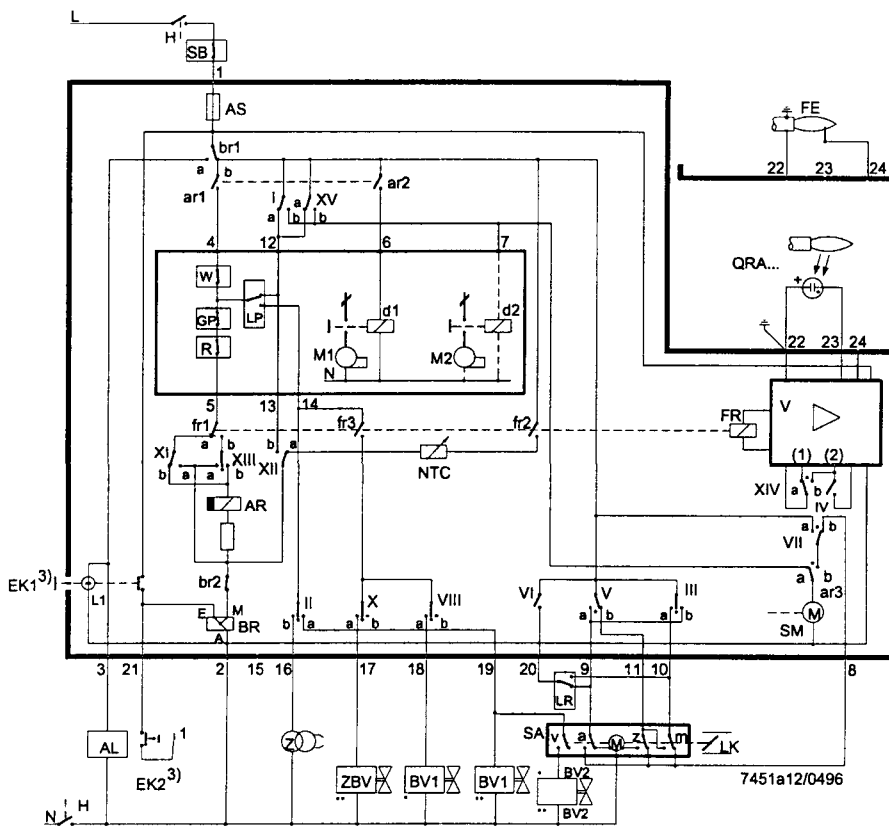 L
H
SB
1
AS
FE
br1
22 23 24
a b
ar1 ar2
I a XV
a b b
4 12 6 7
QRA...
+
W
LP
d1 d2
GP
22 23 24
R
M1 M2
N
V
5 13 14
FR
fr1 fr3 fr2
a b b a
XI XIII XII
NTC
(1) (2)
b a a b
XIV a b
IV
AR
a b
VII
EK1 3) L1
br2
VI V III
a b
ar3
E M
II X VIII
M
A BR
b a a b a b a b a b
SM
3 21 2 15 16 17 18 19 20 9 11 10 8
LR
AL
1
Z
SA v a M z m LK
EK2 3)
ZBV BV1 BV1 BV2
BV2
7451a12/0496
N H